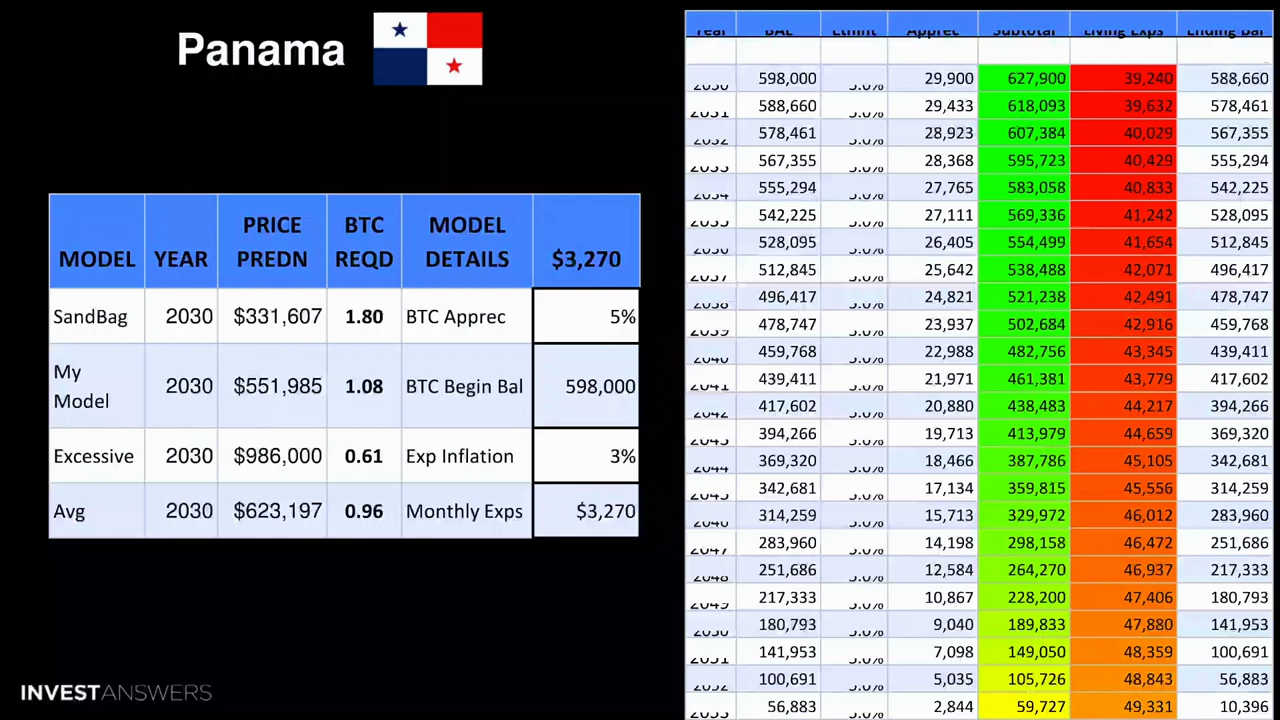 Panama
MODEL YEAR PRICE PREDN BTC REQD MODEL DETAILS $3,270
SandBag 2030 $331,607 1.80 BTC Apprec 5%
My Model 2030 $551,985 1.08 BTC Begin Bal 598,000
Excessive 2030 $986,000 0.61 Exp Inflation 3%
Avg 2030 $623,197 0.96 Monthly Exps $3,270
INVESTANSWERS
Year BAL Apprec Subtotal Living Exps Ending Bal
598,000 29,900 627,900 39,240 588,660
588,660 29,433 618,093 39,632 578,461
578,461 28,923 607,384 40,029 567,355
567,355 28,368 595,723 40,429 555,294
555,294 27,765 583,058 40,833 542,225
542,225 27,111 569,336 41,242 528,095
528,095 26,405 554,499 41,654 512,845
512,845 25,642 538,488 42,071 496,417
496,417 24,821 521,238 42,491 478,747
478,747 23,937 502,684 42,916 459,768
459,768 22,988 482,756 43,345 439,411
439,411 21,971 461,381 43,779 417,602
417,602 20,880 438,483 44,217 394,266
394,266 19,713 413,979 44,659 369,320
369,320 18,466 387,786 45,105 342,681
342,681 17,134 359,815 45,556 314,259
314,259 15,713 329,972 46,012 283,960
283,960 14,198 298,158 46,472 251,686
251,686 12,584 264,270 46,937 217,333
217,333 10,867 228,200 47,406 180,793
180,793 9,040 189,833 47,880 141,953
141,953 7,098 149,050 48,359 100,691
100,691 5,035 105,726 48,843 56,883
56,883 2,844 59,727 49,331 10,396